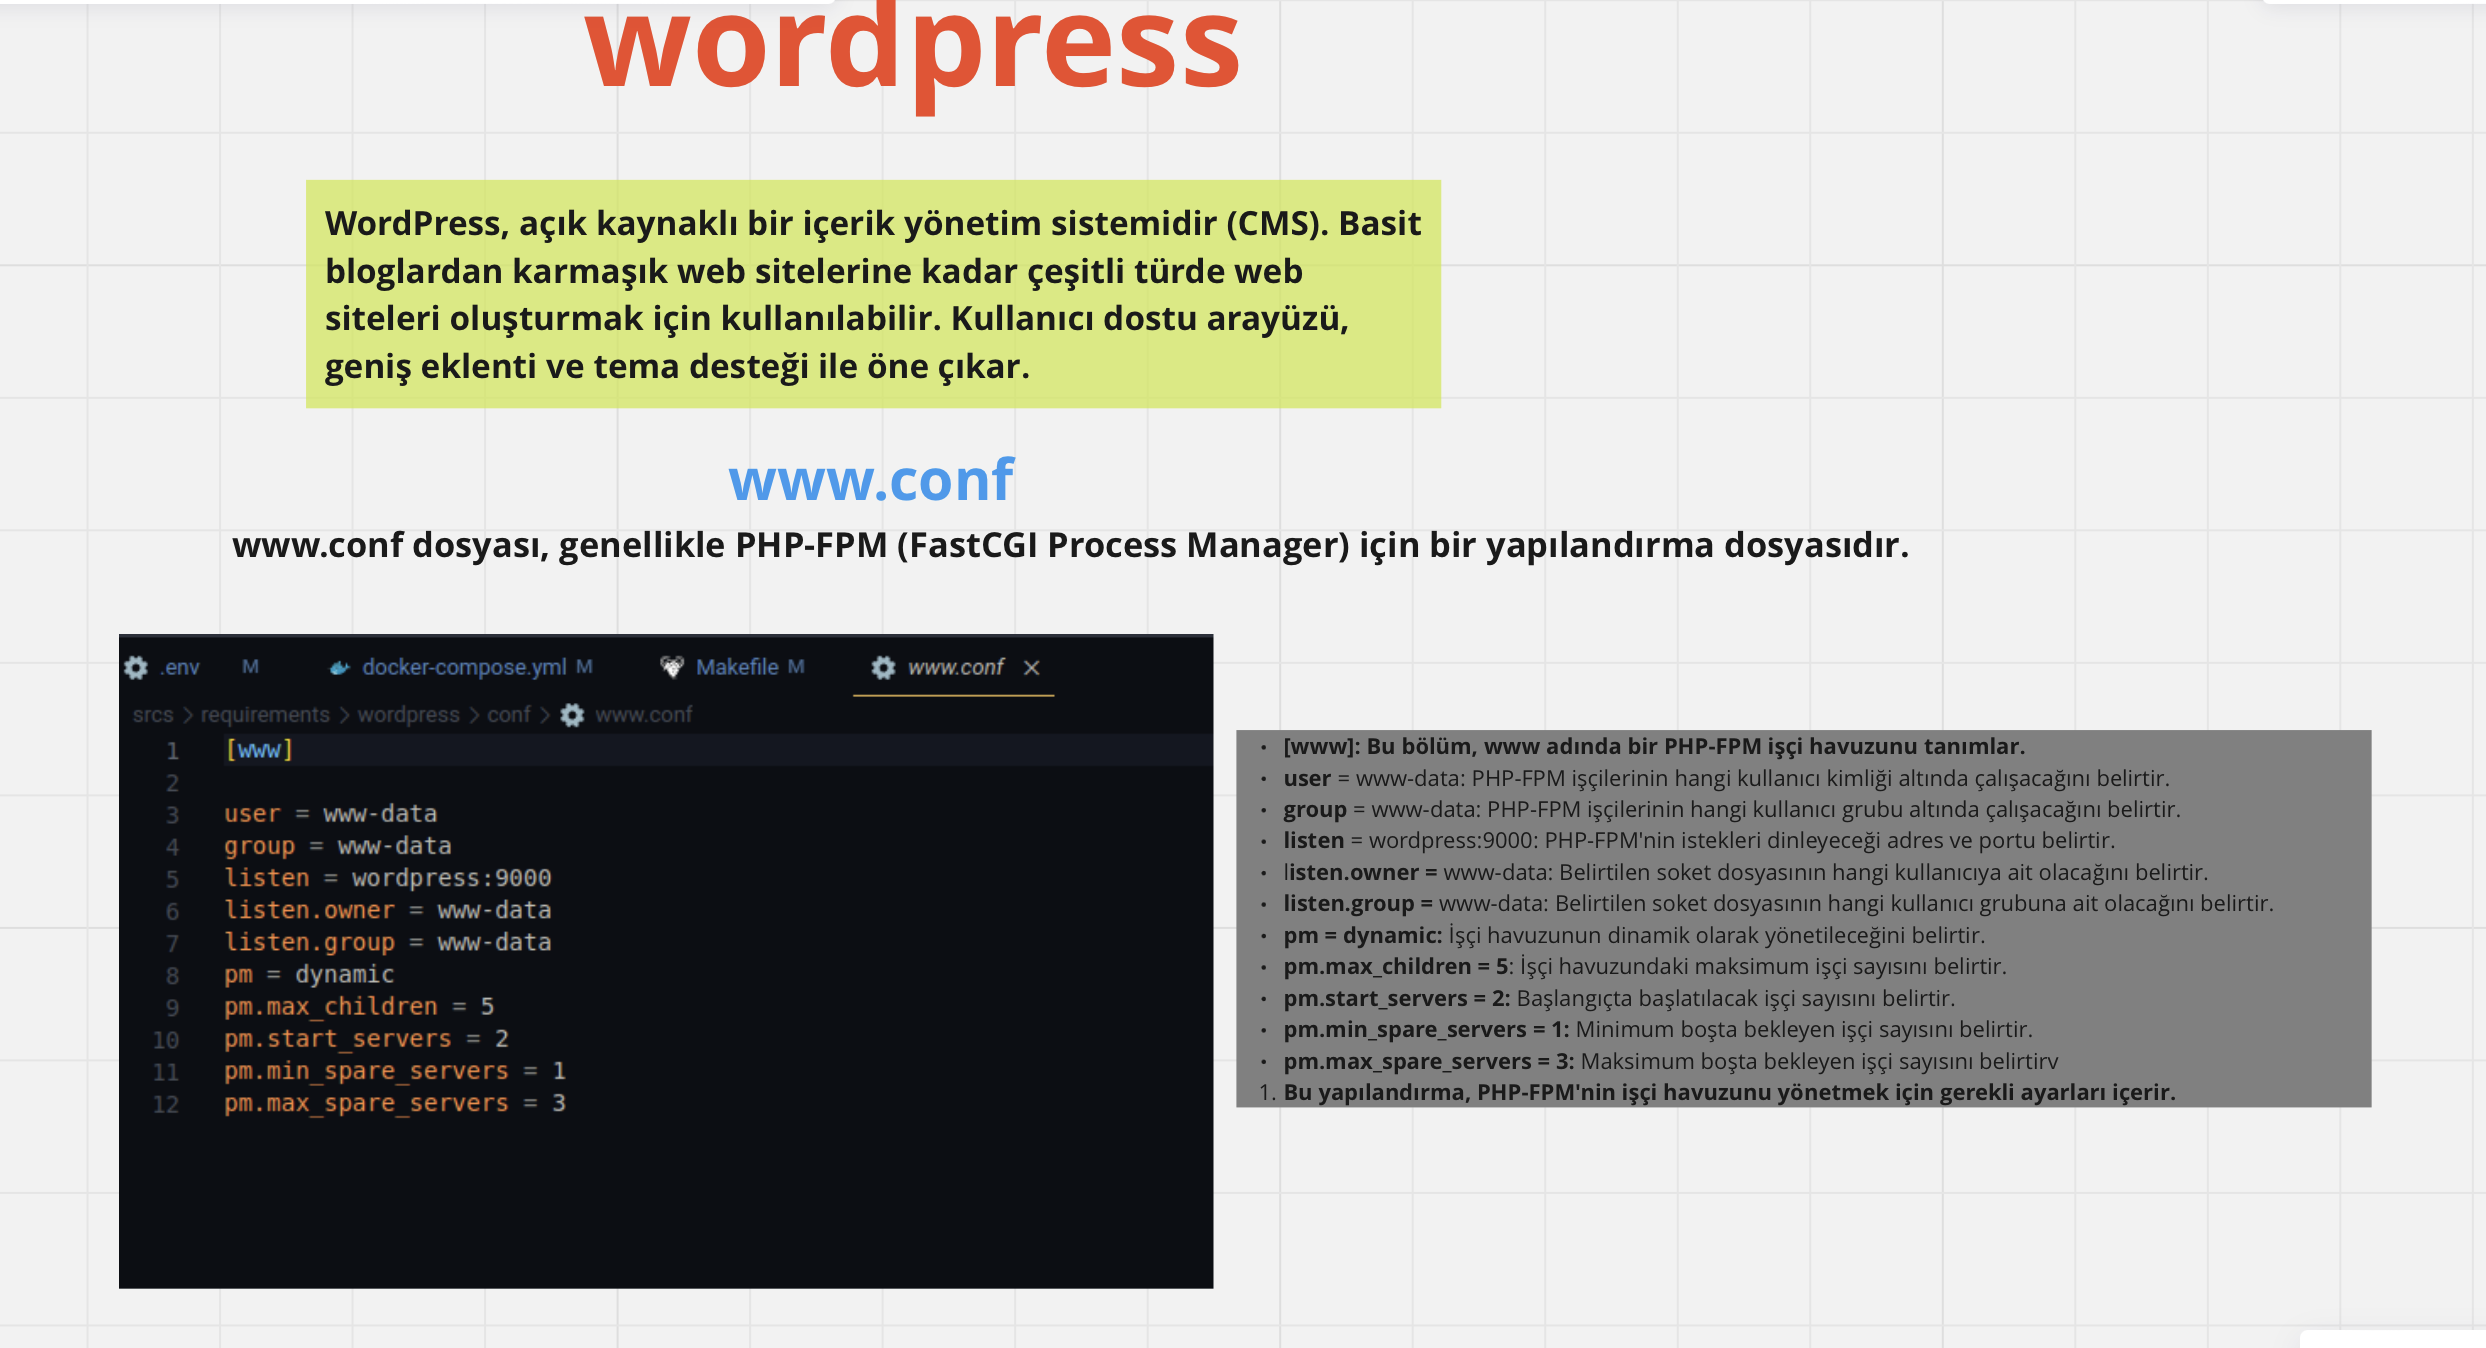 wordpress
WordPress, açık kaynaklı bir içerik yönetim sistemidir (CMS). Basit
bloglardan karmaşık web sitelerine kadar çeşitli türde web
siteleri oluşturmak için kullanılabilir. Kullanıcı dostu arayüzü,
geniş eklenti ve tema desteği ile öne çıkar.
www.conf
www.conf dosyası, genellikle PHP-FPM (FastCGI Process Manager) için bir yapılandırma dosyasıdır.
.env M docker-compose.yml M Makefile M www.conf ×
srcs > requirements > wordpress > conf > www.conf
1 [www]
2
3 user = www-data
4 group = www-data
5 listen = wordpress:9000
6 listen.owner = www-data
7 listen.group = www-data
8 pm = dynamic
9 pm.max_children = 5
10 pm.start_servers = 2
11 pm.min_spare_servers = 1
12 pm.max_spare_servers = 3
• [www]: Bu bölüm, www adında bir PHP-FPM işçi havuzunu tanımlar.
• user = www-data: PHP-FPM işçilerinin hangi kullanıcı kimliği altında çalışacağını belirtir.
• group = www-data: PHP-FPM işçilerinin hangi kullanıcı grubu altında çalışacağını belirtir.
• listen = wordpress:9000: PHP-FPM'nin istekleri dinleyeceği adres ve portu belirtir.
• listen.owner = www-data: Belirtilen soket dosyasının hangi kullanıcıya ait olacağını belirtir.
• listen.group = www-data: Belirtilen soket dosyasının hangi kullanıcı grubuna ait olacağını belirtir.
• pm = dynamic: İşçi havuzunun dinamik olarak yönetileceğini belirtir.
• pm.max_children = 5: İşçi havuzundaki maksimum işçi sayısını belirtir.
• pm.start_servers = 2: Başlangıçta başlatılacak işçi sayısını belirtir.
• pm.min_spare_servers = 1: Minimum boşta bekleyen işçi sayısını belirtir.
• pm.max_spare_servers = 3: Maksimum boşta bekleyen işçi sayısını belirtirv
1. Bu yapılandırma, PHP-FPM'nin işçi havuzunu yönetmek için gerekli ayarları içerir.